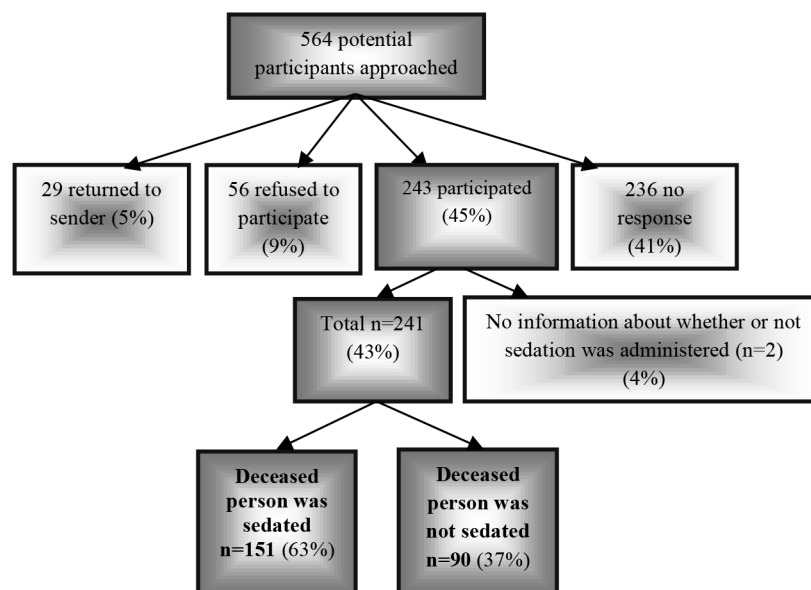 564 potential
participants approached
29 returned to
sender (5%)
56 refused to
participate
(9%)
243 participated
(45%)
236 no
response
(41%)
Total n=241
(43%)
No information about whether or not
sedation was administered (n=2)
(4%)
Deceased
person was
sedated
n=151 (63%)
Deceased
person was
not sedated
n=90 (37%)